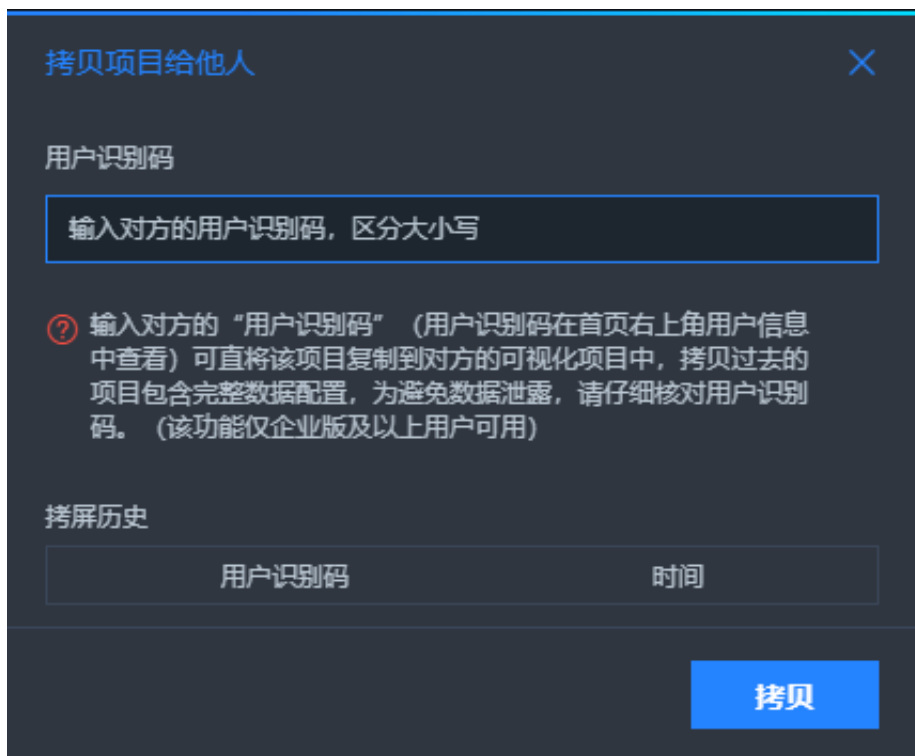 拷贝项目给他人
用户识别码
输入对方的用户识别码，区分大小写
输入对方的“用户识别码”（用户识别码在首页右上角用户信息
中查看）可直将该项目复制到对方的可视化项目中，拷贝过去的
项目包含完整数据配置，为避免数据泄露，请仔细核对用户识别
码。（该功能仅企业版及以上用户可用）
拷屏历史
用户识别码 时间
拷贝